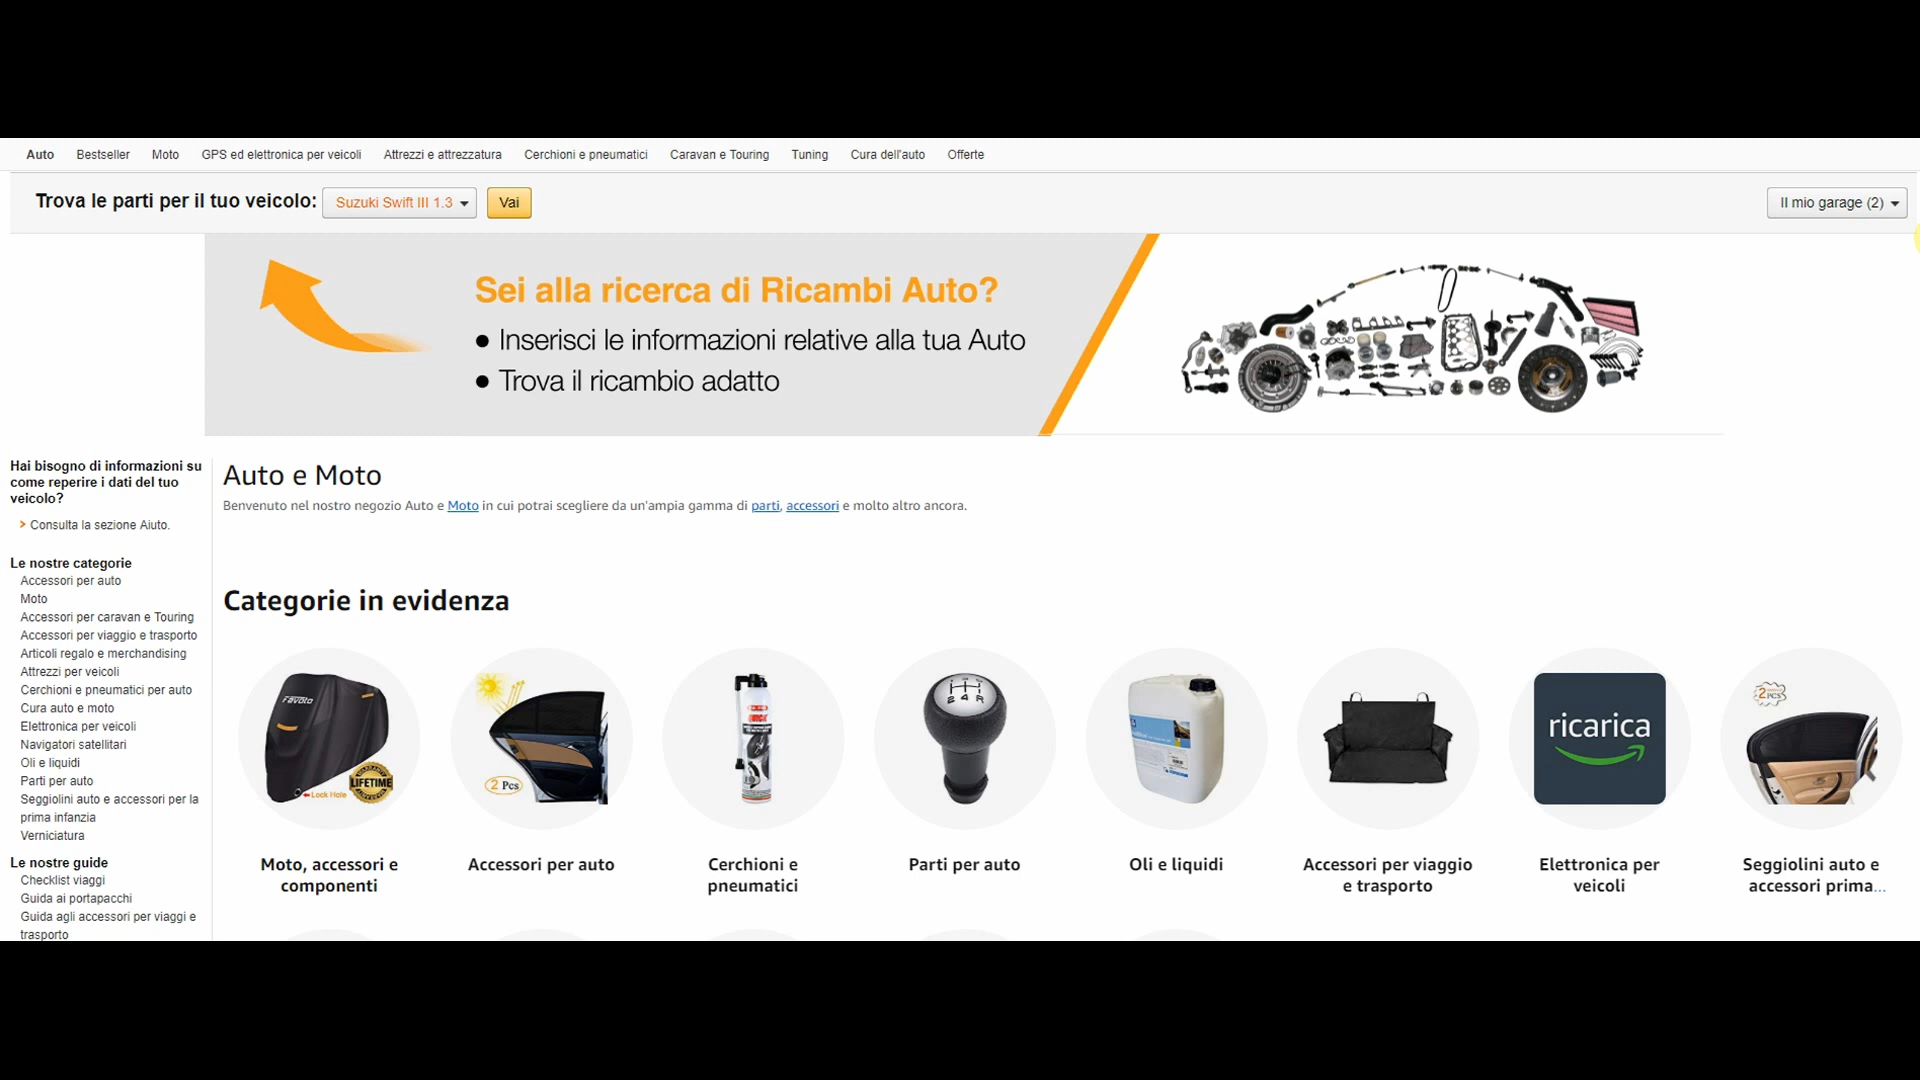 Auto Bestseller Moto GPS ed elettronica per veicoli Attrezzi e attrezzatura Cerchioni e pneumatici Caravan e Touring Tuning Cura dell'auto Offerte
Trova le parti per il tuo veicolo: Suzuki Swift III 1.3 Vai Il mio garage (2)
Sei alla ricerca di Ricambi Auto?
● Inserisci le informazioni relative alla tua Auto
● Trova il ricambio adatto
Hai bisogno di informazioni su
come reperire i dati del tuo
veicolo?
Consulta la sezione Aiuto.
Le nostre categorie
Accessori per auto
Moto
Accessori per caravan e Touring
Accessori per viaggio e trasporto
Articoli regalo e merchandising
Attrezzi per veicoli
Cerchioni e pneumatici per auto
Cura auto e moto
Elettronica per veicoli
Navigatori satellitari
Oli e liquidi
Parti per auto
Seggiolini auto e accessori per la
prima infanzia
Verniciatura
Le nostre guide
Checklist viaggi
Guida ai portapacchi
Guida agli accessori per viaggi e
trasporto
Auto e Moto
Benvenuto nel nostro negozio Auto e Moto in cui potrai scegliere da un'ampia gamma di parti, accessori e molto altro ancora.
Categorie in evidenza
Favoto
LIFETIME
Lock Hole
2 Pcs
2 4 R
ricarica
2 PCS
Moto, accessori e
componenti
Accessori per auto
Cerchioni e
pneumatici
Parti per auto
Oli e liquidi
Accessori per viaggio
e trasporto
Elettronica per
veicoli
Seggiolini auto e
accessori prima...